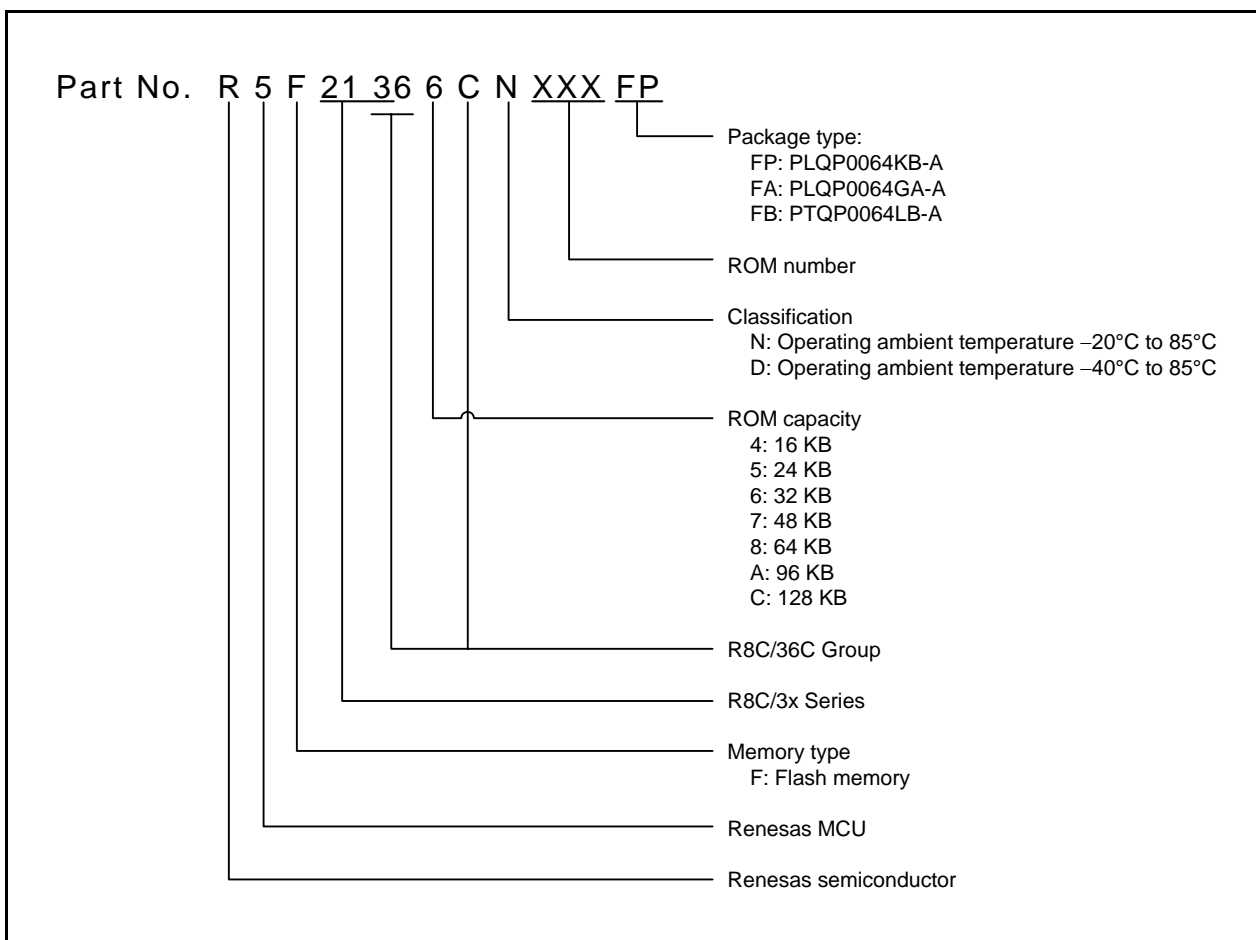 Part No. R 5 F 21 36 6 C N XXX FP
Package type:
FP: PLQP0064KB-A
FA: PLQP0064GA-A
FB: PTQP0064LB-A
ROM number
Classification
N: Operating ambient temperature −20°C to 85°C
D: Operating ambient temperature −40°C to 85°C
ROM capacity
4: 16 KB
5: 24 KB
6: 32 KB
7: 48 KB
8: 64 KB
A: 96 KB
C: 128 KB
R8C/36C Group
R8C/3x Series
Memory type
F: Flash memory
Renesas MCU
Renesas semiconductor